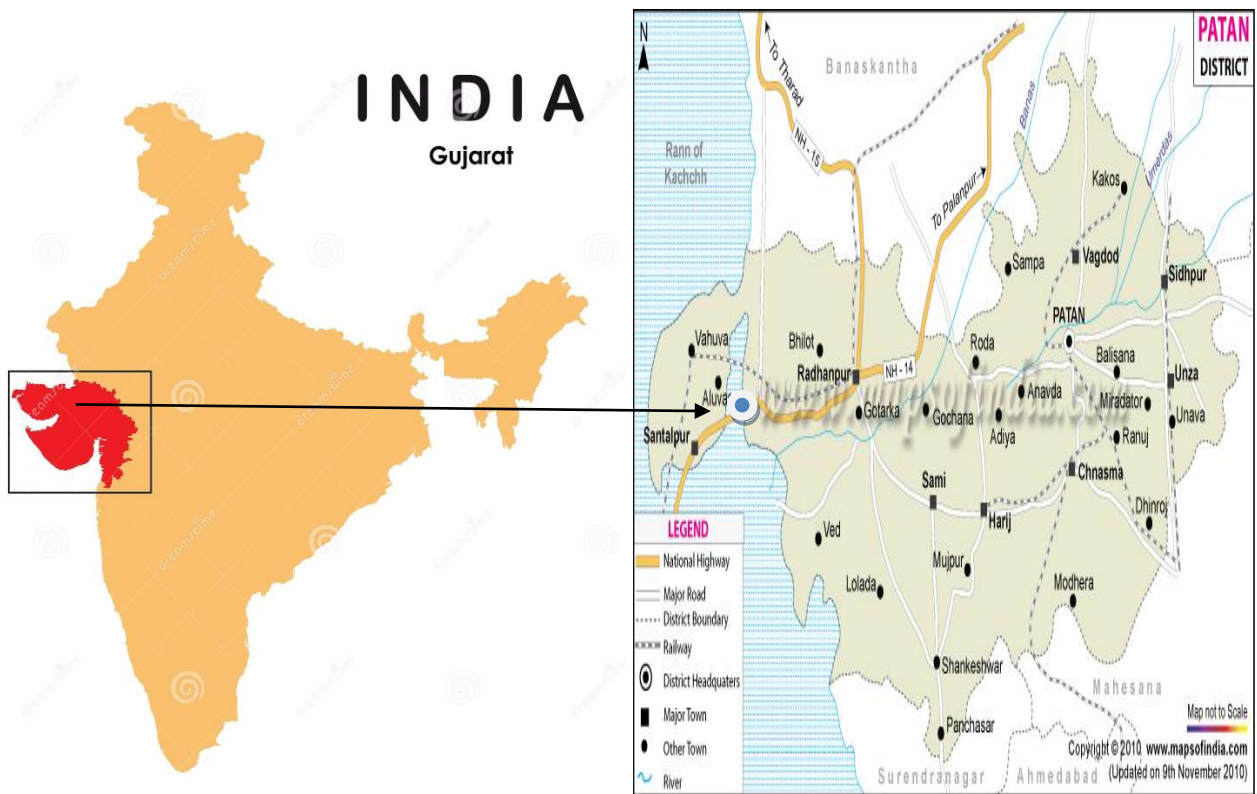 INDIA
Gujarat
dreamstime
N
PATAN
DISTRICT
To Tharad
Banaskantha
NH - 15
Rann of
Kachchh
To Palanpur
Banas
Umerdas
Kakos
Sampa
Vagdod
Sidhpur
PATAN
Vahuva
Bhilot
Roda
Balisana
Radhanpur
NH - 14
Unza
Aluva
Anavda
Miradator
Gotarka
Gochana
Adiya
Ranuj
Unava
Santalpur
Sami
Chnasma
Harij
Dhinroj
Ved
Mujpur
Lolada
Modhera
Shankeshwar
Mahesana
Panchasar
Surendranagar
Ahmedabad
LEGEND
National Highway
Major Road
District Boundary
Railway
District Headquaters
Major Town
Other Town
River
Map not to Scale
Copyright © 2010 www.mapsofindia.com
(Updated on 9th November 2010)